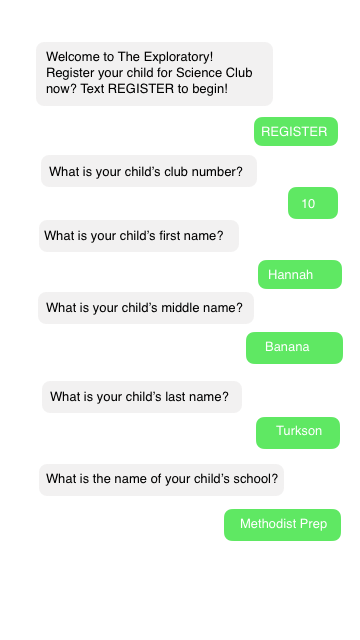 Welcome to The Exploratory!
Register your child for Science Club
now? Text REGISTER to begin!
REGISTER
What is your child's club number?
10
What is your child's first name?
Hannah
What is your child's middle name?
Banana
What is your child's last name?
Turkson
What is the name of your child's school?
Methodist Prep